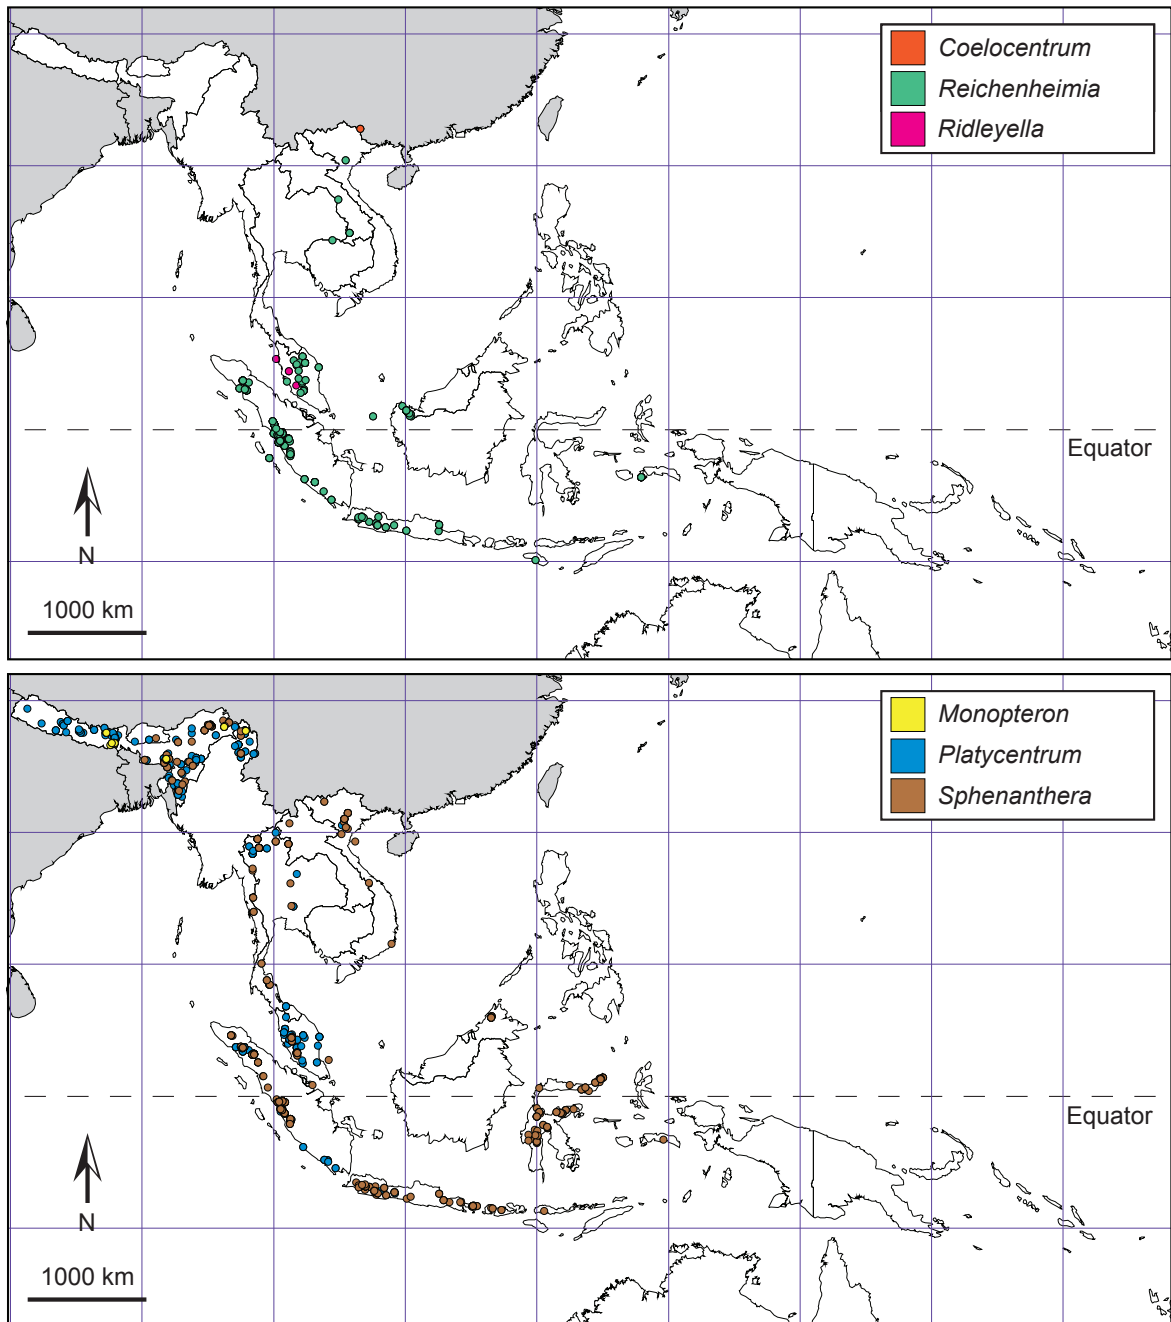 Coelocentrum
Reichenheimia
Ridleyella
Equator
N
1000 km
Monopteron
Platycentrum
Sphenanthera
Equator
N
1000 km